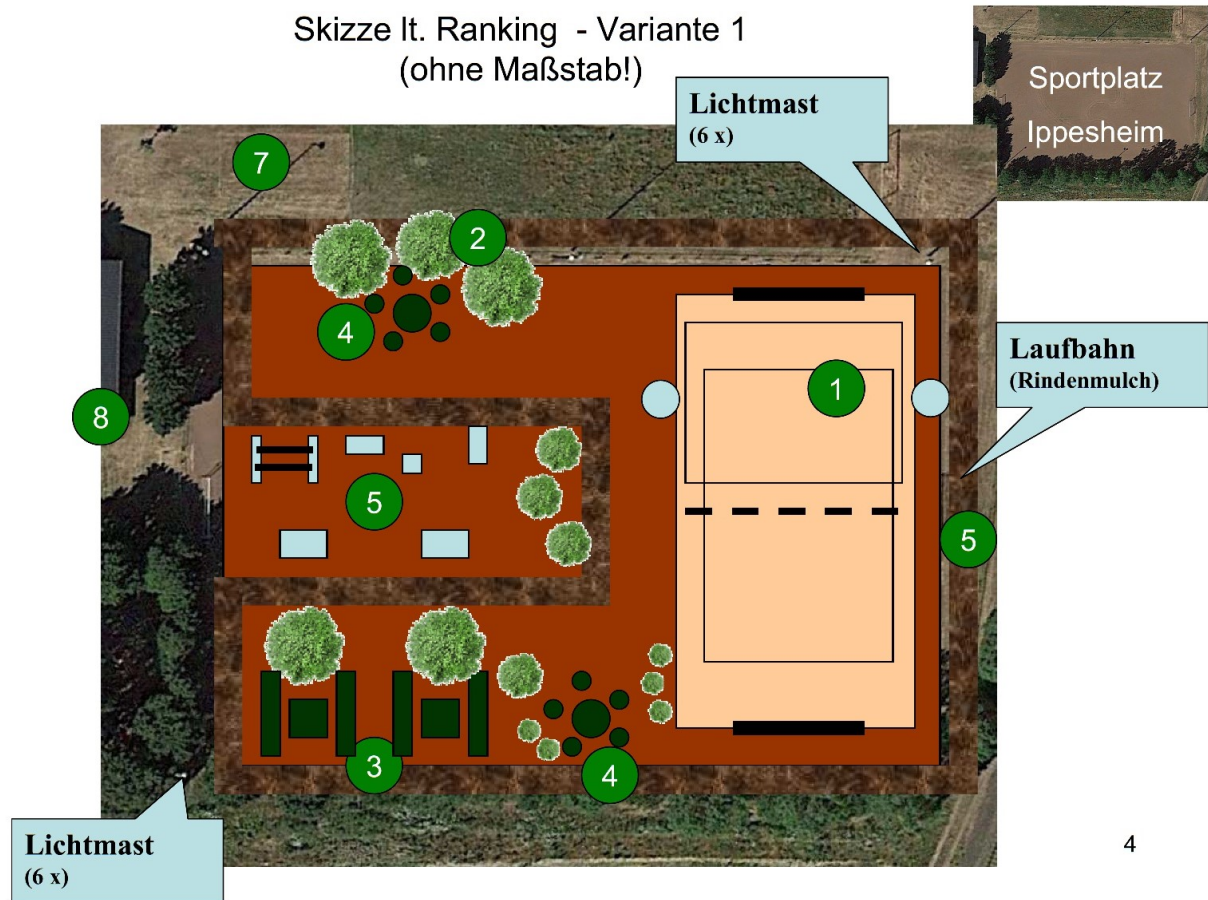 Skizze lt. Ranking - Variante 1
(ohne Maßstab!)
Sportplatz
Ippesheim
Lichtmast
(6 x)
7
2
4
1
Laufbahn
(Rindenmulch)
8
5
5
3
4
Lichtmast
(6 x)
4